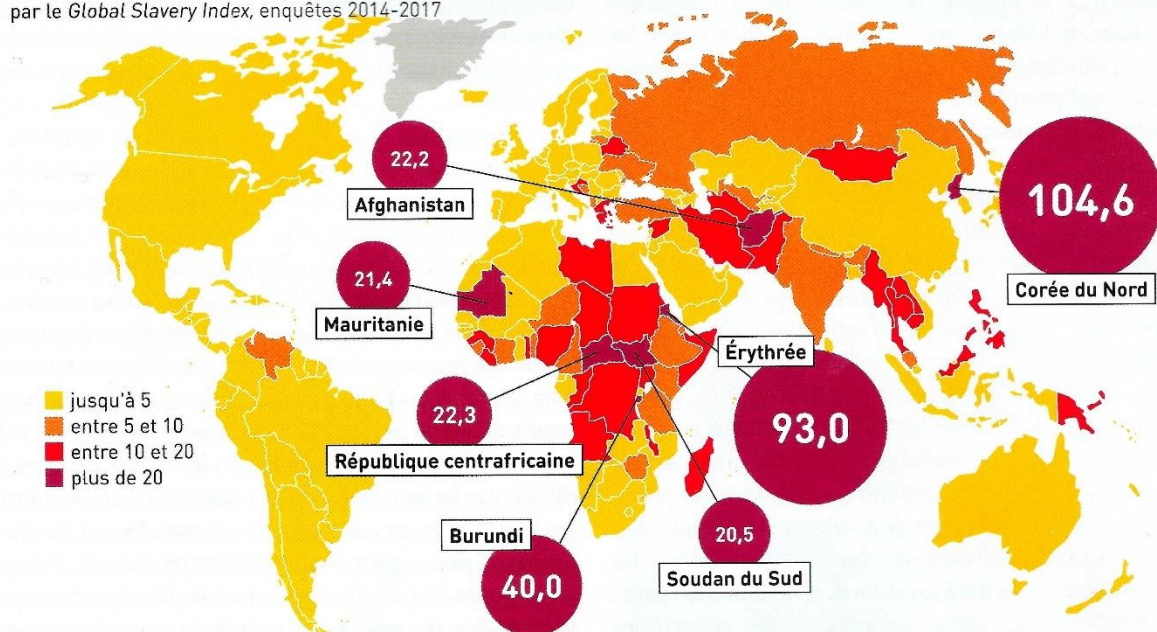 par le Global Slavery Index, enquêtes 2014-2017
22,2
Afghanistan
104,6
Corée du Nord
21,4
Mauritanie
Érythrée
93,0
jusqu'à 5
entre 5 et 10
entre 10 et 20
plus de 20
22,3
République centrafricaine
Burundi
40,0
20,5
Soudan du Sud